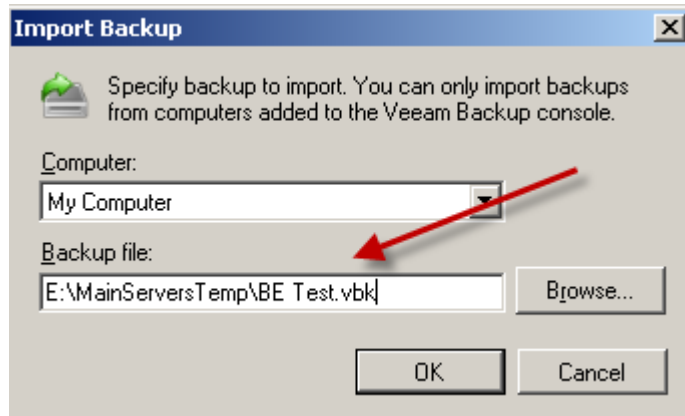 Import Backup
Specify backup to import. You can only import backups
from computers added to the Veeam Backup console.
Computer:
My Computer
Backup file:
E:\MainServersTemp\BE Test.vbk
Browse...
OK
Cancel